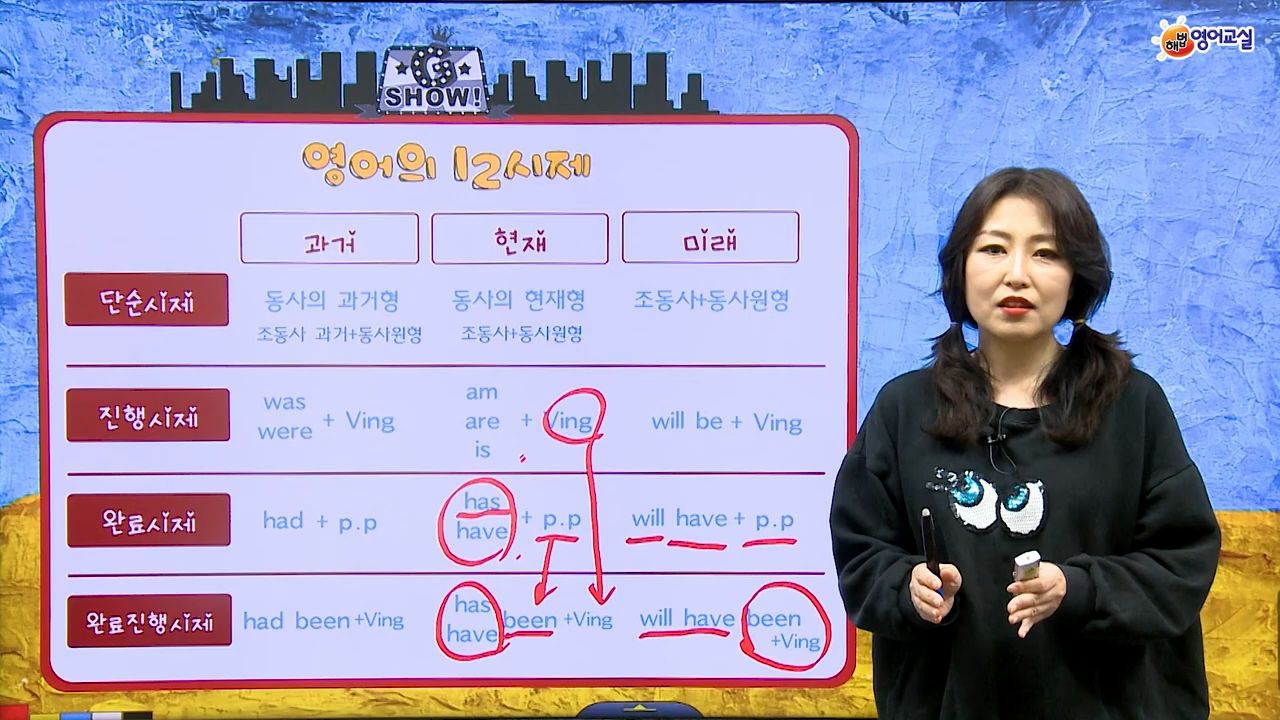 해법영어교실
G
SHOW!
영어의 12시제
과거 현재 미래
단순시제 동사의 과거형 동사의 현재형 조동사+동사원형
조동사 과거+동사원형 조동사+동사원형
진행시제 was were + Ving am are is + Ving will be + Ving
완료시제 had + p.p has have + p.p will have + p.p
완료진행시제 had been +Ving has have been +Ving will have been +Ving